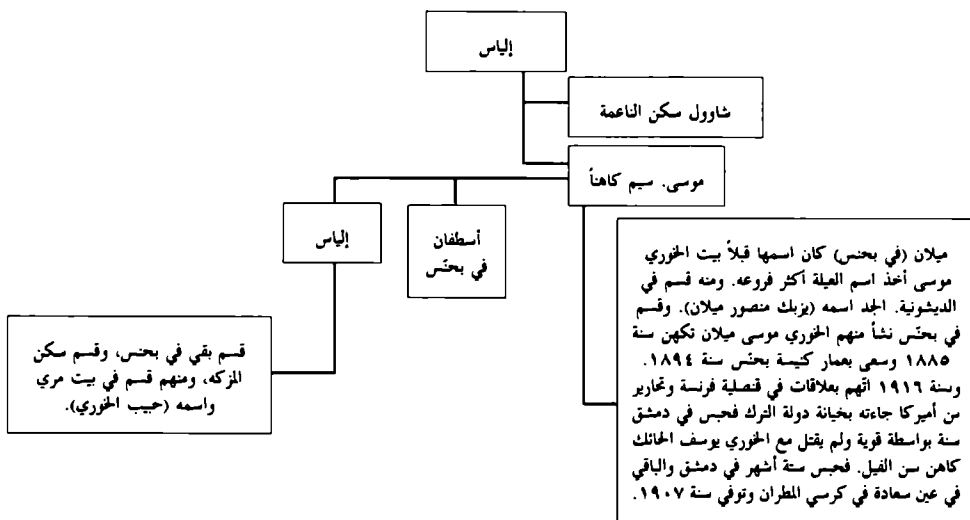 إلياس
شاوول سكن الناعمة
موسى. سيم كاهناً
إلياس
أسطفان
في بحنّس
ميلان (في بحنس) كان اسمها قبلاً بيت الخوري
موسى أخذ اسم العيلة أكثر فروعه. ومنه قسم في
الديشونية. الجد اسمه (يزبك منصور ميلان). وقسم
في بحنّس نشأ منهم الخوري موسى ميلان تكهن سنة
١٨٨٥ وسعى بعمار كنيسة بحنّس سنة ١٨٩٤.
وسنة ١٩١٦ اتّهم بعلاقات في قنصلية فرنسة وتحارير
من أميركا جاءته بخيانة دولة الترك فحبس في دمشق
سنة بواسطة قوية ولم يقتل مع الخوري يوسف الحائك
كاهن سن الفيل. فحبس ستة أشهر في دمشق والباقي
في عين سعادة في كرسي المطران وتوفي سنة ١٩٠٧.
قسم بقي في بحنس، وقسم سكن
المزكه، ومنهم قسم في بيت مري
واسمه (حبيب الخوري).